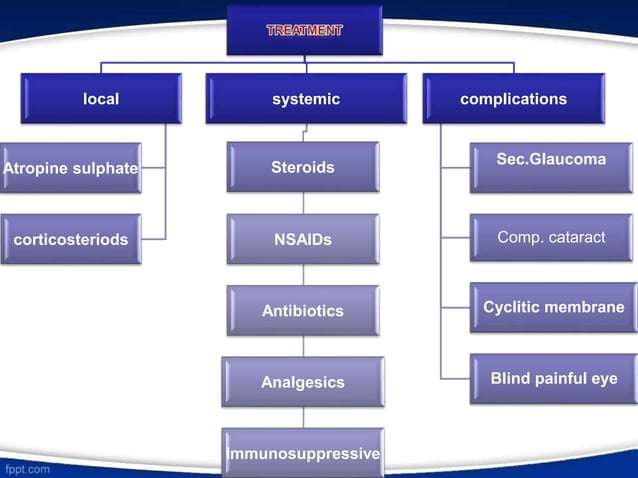 TREATMENT
local
systemic
complications
Atropine sulphate
corticosteriods
Steroids
NSAIDs
Antibiotics
Analgesics
Immunosuppressive
Sec.Glaucoma
Comp. cataract
Cyclitic membrane
Blind painful eye
fppt.com